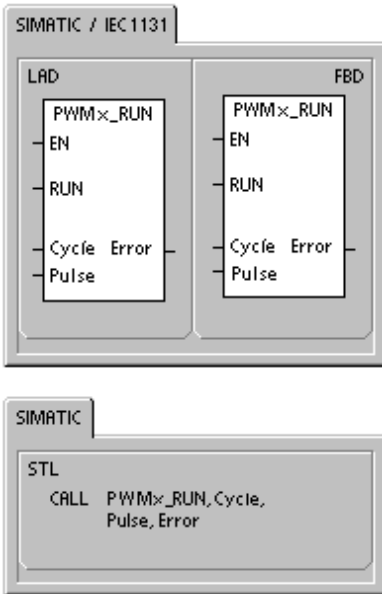 SIMATIC / IEC1131
LAD
PWMx_RUN
EN
RUN
Cycle Error
Pulse
FBD
PWMx_RUN
EN
RUN
Cycle Error
Pulse
SIMATIC
STL
CALL PWMx_RUN, Cycle,
Pulse, Error